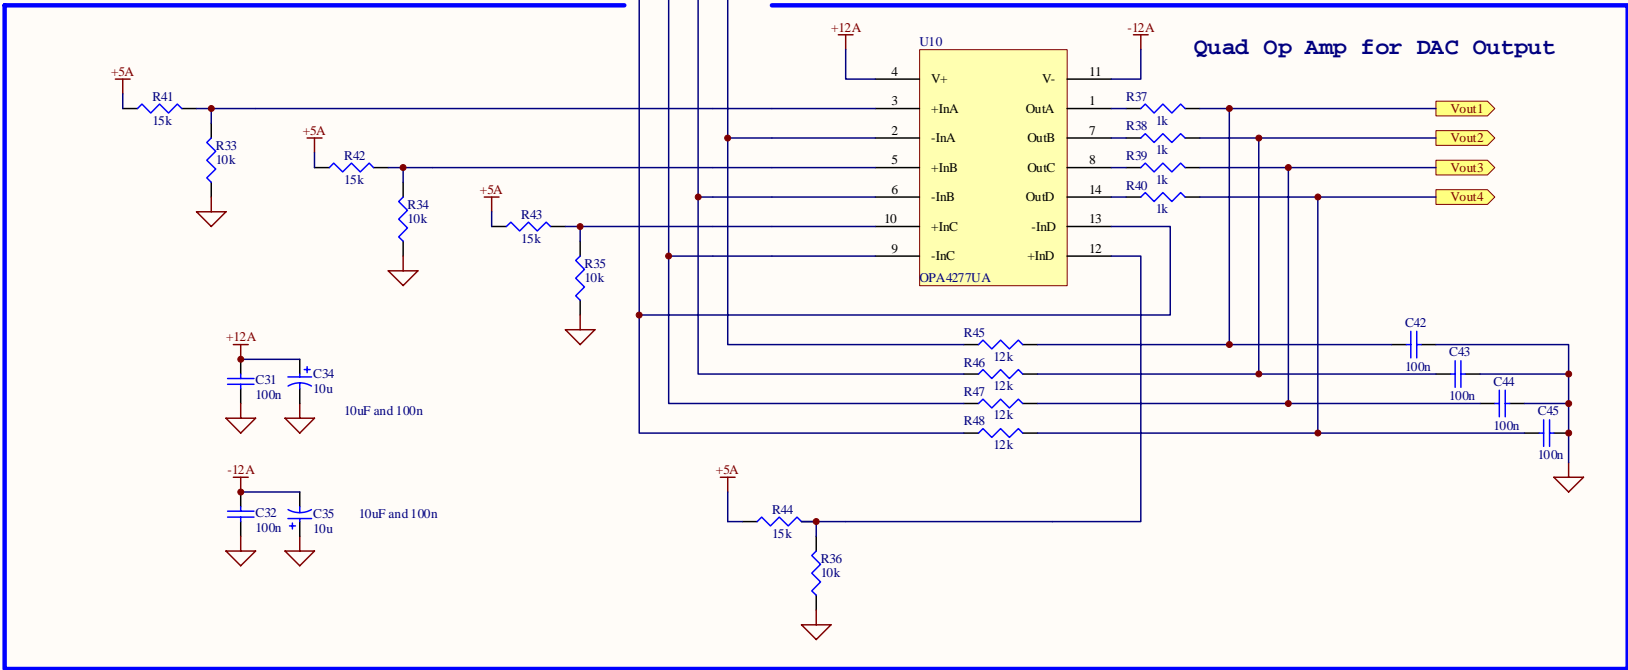 +12A
-12A
U10
Quad Op Amp for DAC Output
+5A
4 V+ V- 11
R41
15k
3 +InA OutA 1
R37
1k
Vout1
+5A
2 -InA OutB 7
R38
1k
Vout2
R33
10k
R42
15k
5 +InB OutC 8
R39
1k
Vout3
+5A
6 -InB OutD 14
R40
1k
Vout4
R34
10k
R43
15k
10 +InC -InD 13
9 -InC +InD 12
R35
10k
OPA4277UA
+12A
R45
12k
C42
100n
R46
12k
C43
100n
C31
100n
C34
10u
10uF and 100n
R47
12k
C44
100n
R48
12k
C45
100n
-12A
+5A
C32
100n
C35
10u
10uF and 100n
R44
15k
R36
10k